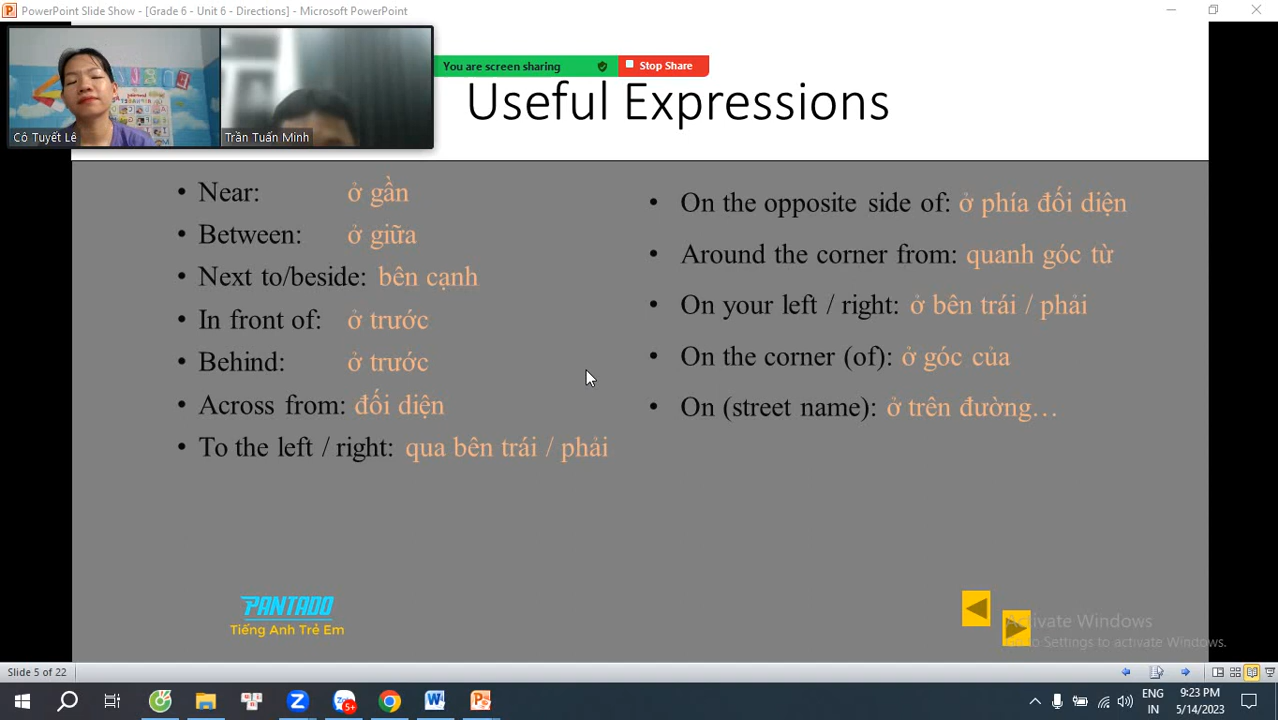 PowerPoint Slide Show - [Grade 6 - Unit 6 - Directions] - Microsoft PowerPoint
You are screen sharing
Stop Share
Cô Tuyết Lê
Trần Tuấn Minh
Useful Expressions
• Near: ở gần
• Between: ở giữa
• Next to/beside: bên cạnh
• In front of: ở trước
• Behind: ở trước
• Across from: đối diện
• To the left / right: qua bên trái / phải
• On the opposite side of: ở phía đối diện
• Around the corner from: quanh góc từ
• On your left / right: ở bên trái / phải
• On the corner (of): ở góc của
• On (street name): ở trên đường…
PANTADO
Tiếng Anh Trẻ Em
Activate Windows
Go to Settings to activate Windows.
Slide 5 of 22
5+
ENG
IN
9:23 PM
5/14/2023